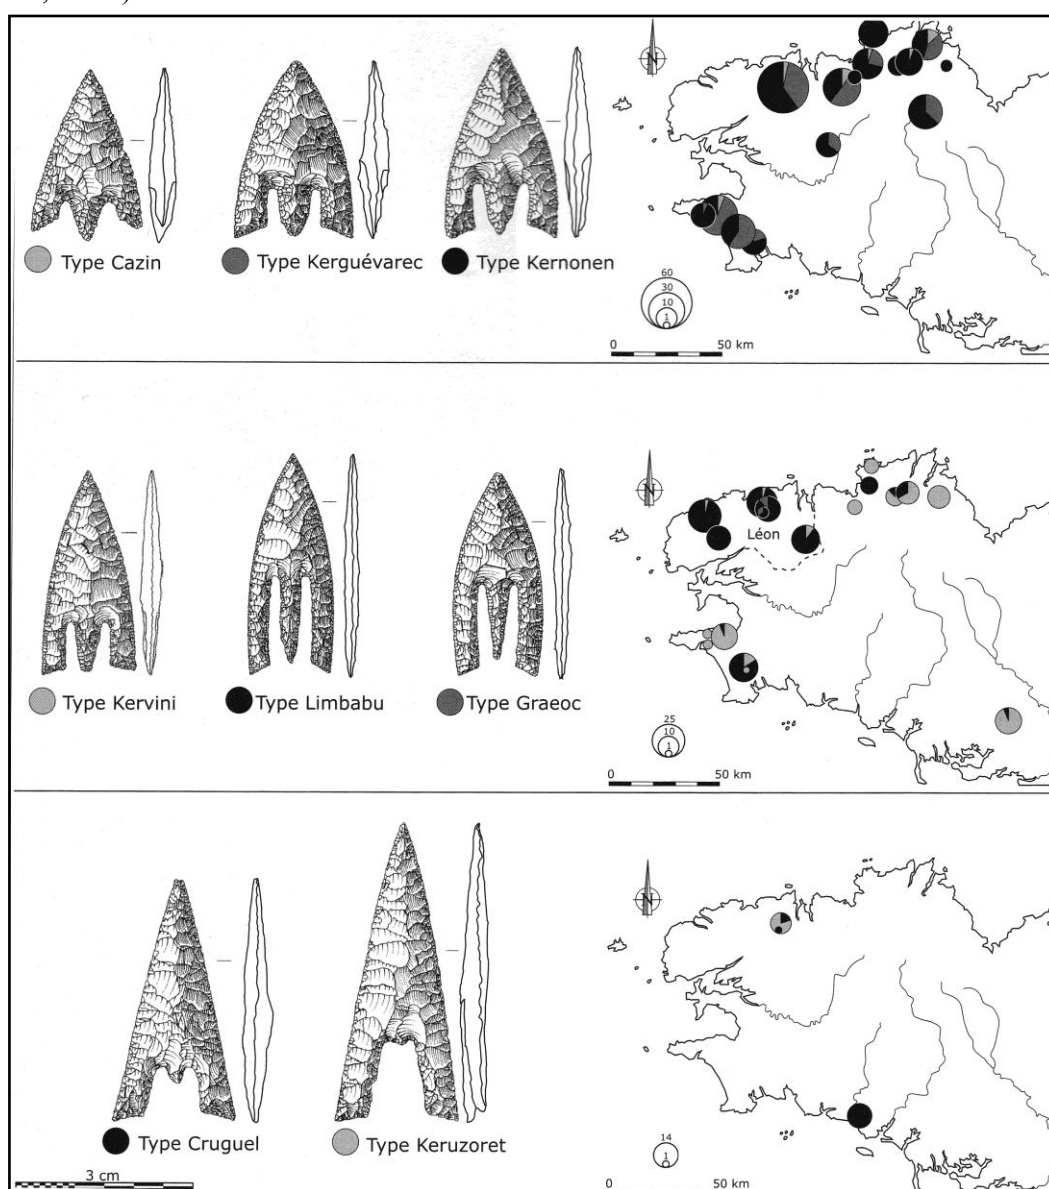 N
Type Cazin
Type Kerguévarec
Type Kernonen
60
30
10
1
0 50 km
N
Léon
Type Kervini
Type Limbabu
Type Graeoc
25
10
1
0 50 km
N
Type Cruguel
Type Keruzoret
14
1
3 cm
0 50 km